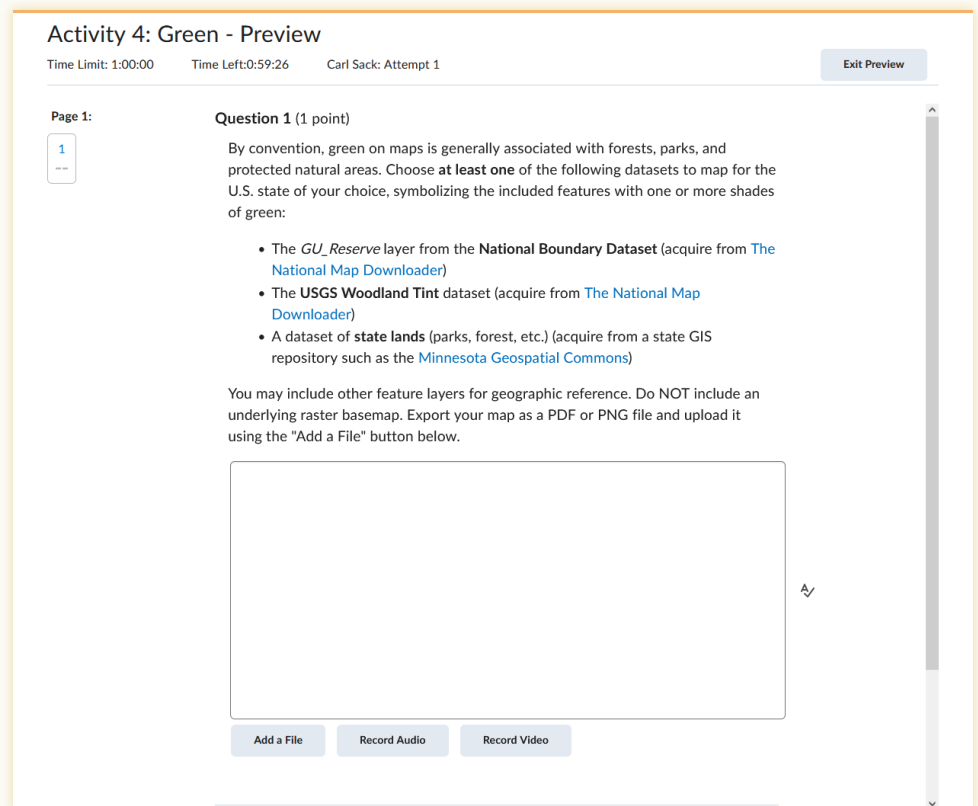 Activity 4: Green - Preview
Time Limit: 1:00:00 Time Left:0:59:26 Carl Sack: Attempt 1
Exit Preview
Page 1:
1
--
Question 1 (1 point)
By convention, green on maps is generally associated with forests, parks, and
protected natural areas. Choose at least one of the following datasets to map for the
U.S. state of your choice, symbolizing the included features with one or more shades
of green:
• The GU_Reserve layer from the National Boundary Dataset (acquire from The
National Map Downloader)
• The USGS Woodland Tint dataset (acquire from The National Map
Downloader)
• A dataset of state lands (parks, forest, etc.) (acquire from a state GIS
repository such as the Minnesota Geospatial Commons)
You may include other feature layers for geographic reference. Do NOT include an
underlying raster basemap. Export your map as a PDF or PNG file and upload it
using the "Add a File" button below.
Add a File Record Audio Record Video